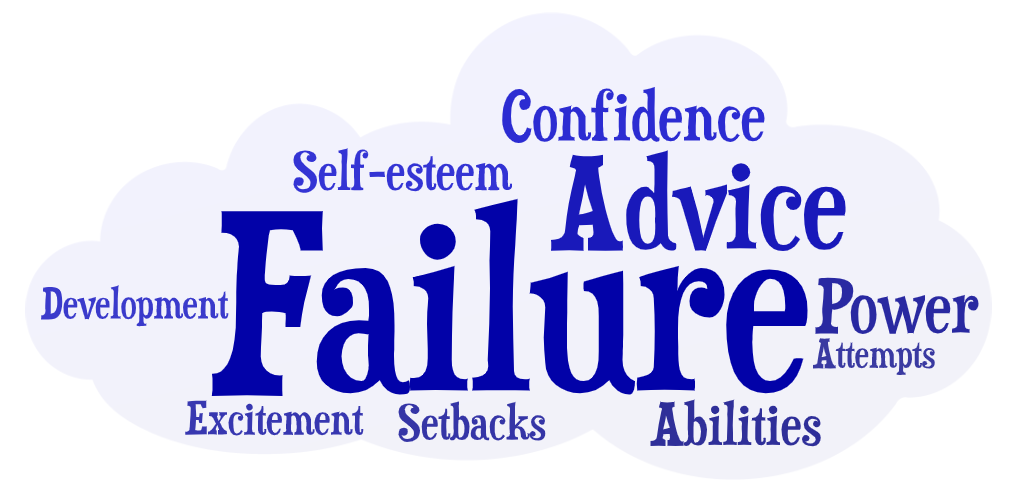 Confidence
Self-esteem
Advice
Failure
Development
Power
Attempts
Excitement
Setbacks
Abilities